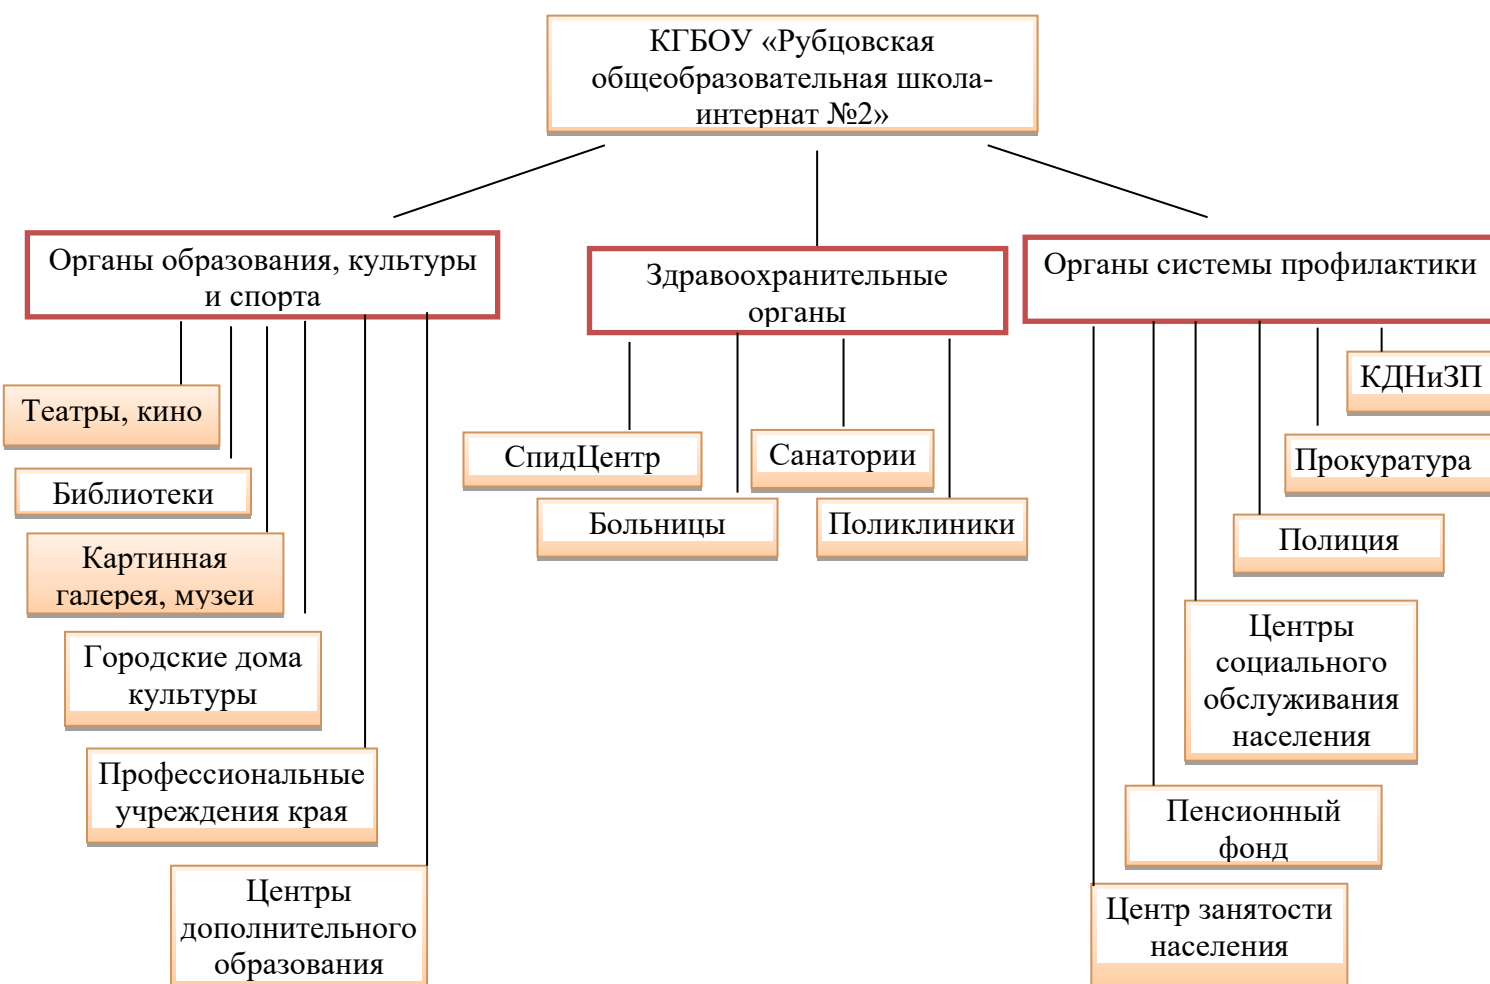 КГБОУ «Рубцовская
общеобразовательная школа-
интернат №2»
Органы образования, культуры
и спорта
Здравоохранительные
органы
Органы системы профилактики
Театры, кино
Библиотеки
Картинная
галерея, музеи
Городские дома
культуры
Профессиональные
учреждения края
Центры
дополнительного
образования
СпидЦентр
Больницы
Санатории
Поликлиники
КДНиЗП
Прокуратура
Полиция
Центры
социального
обслуживания
населения
Пенсионный
фонд
Центр занятости
населения